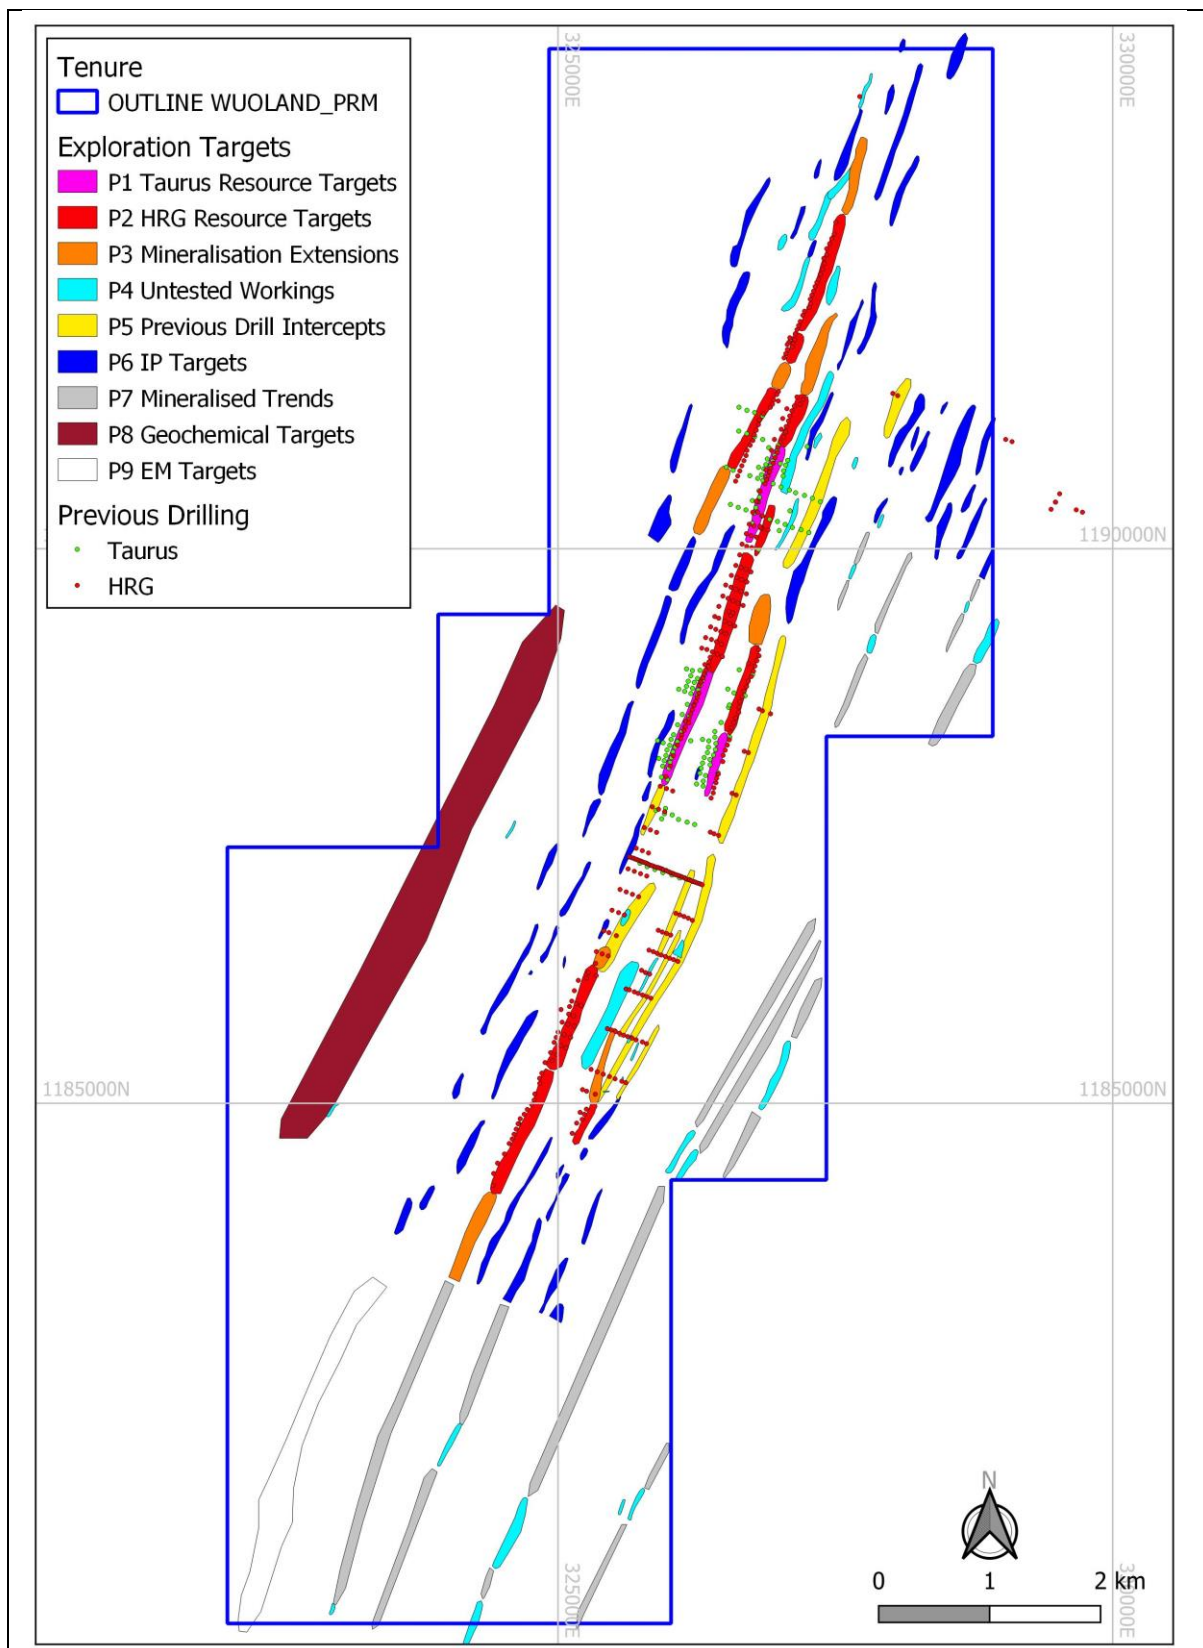 Tenure
OUTLINE WUOLAND_PRM
Exploration Targets
P1 Taurus Resource Targets
P2 HRG Resource Targets
P3 Mineralisation Extensions
P4 Untested Workings
P5 Previous Drill Intercepts
P6 IP Targets
P7 Mineralised Trends
P8 Geochemical Targets
P9 EM Targets
Previous Drilling
Taurus
HRG
325000E
330000E
1190000N
1185000N
1185000N
325000E
330000E
N
0 1 2 km